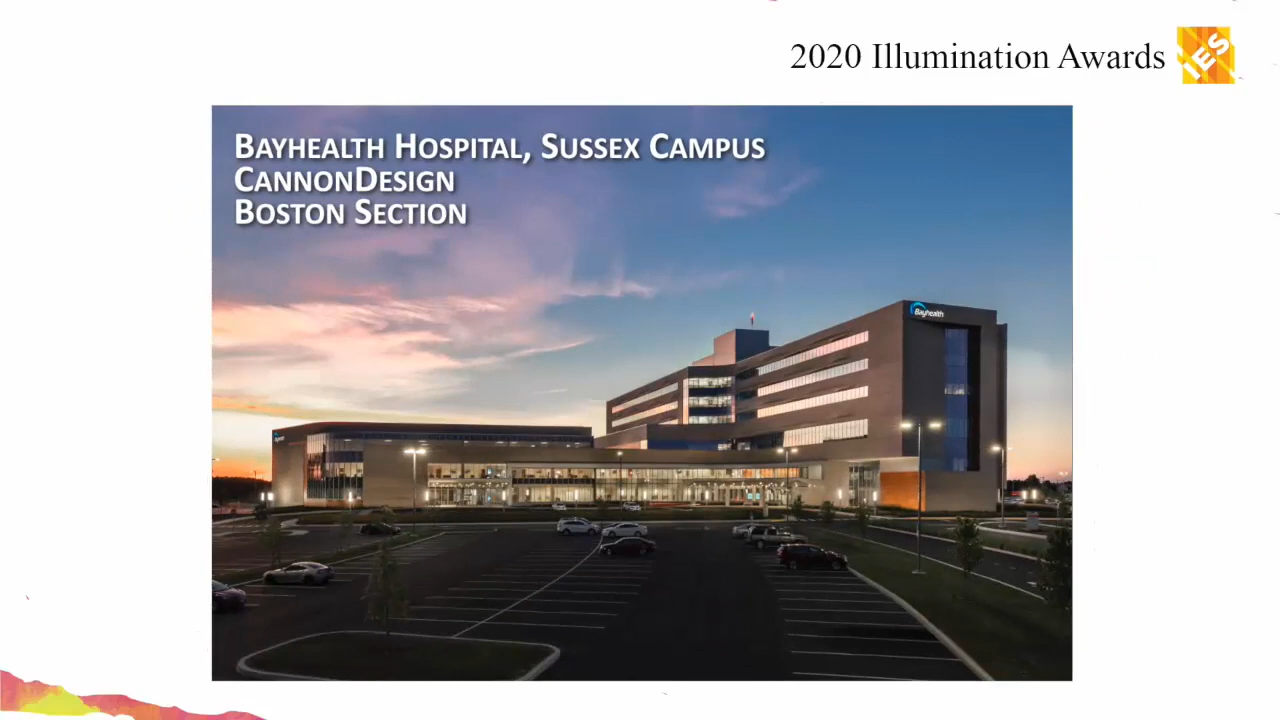 2020 Illumination Awards
IES
BAYHEALTH HOSPITAL, SUSSEX CAMPUS
CANNONDESIGN
BOSTON SECTION
Bayhealth